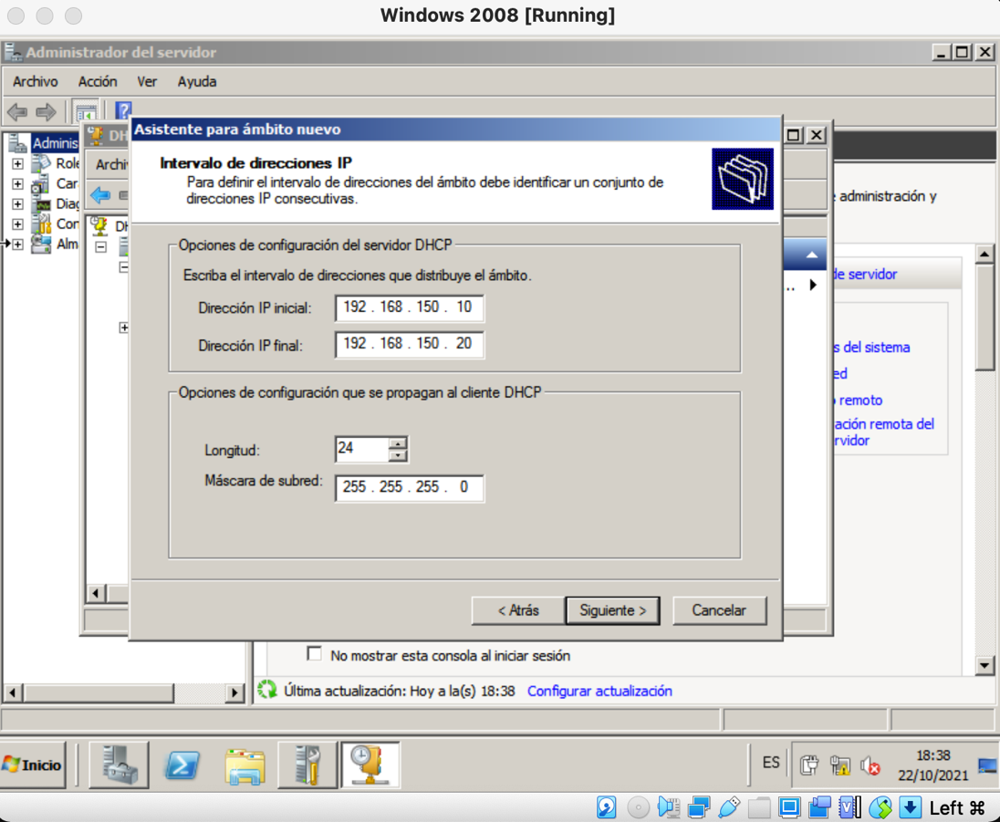 Windows 2008 [Running]
Administrador del servidor
Archivo Acción Ver Ayuda
Adminis
Role
Car
Diag
Con
Alm
DH
Archi
DH
Asistente para ámbito nuevo
Intervalo de direcciones IP
Para definir el intervalo de direcciones del ámbito debe identificar un conjunto de
direcciones IP consecutivas.
Opciones de configuración del servidor DHCP
Escriba el intervalo de direcciones que distribuye el ámbito.
Dirección IP inicial: 192 . 168 . 150 . 10
Dirección IP final: 192 . 168 . 150 . 20
Opciones de configuración que se propagan al cliente DHCP
Longitud: 24
Máscara de subred: 255 . 255 . 255 . 0
< Atrás Siguiente > Cancelar
e administración y
de servidor
..
s del sistema
ed
o remoto
ación remota del
rvidor
No mostrar esta consola al iniciar sesión
Última actualización: Hoy a la(s) 18:38 Configurar actualización
Inicio
ES
18:38
22/10/2021
Left ⌘